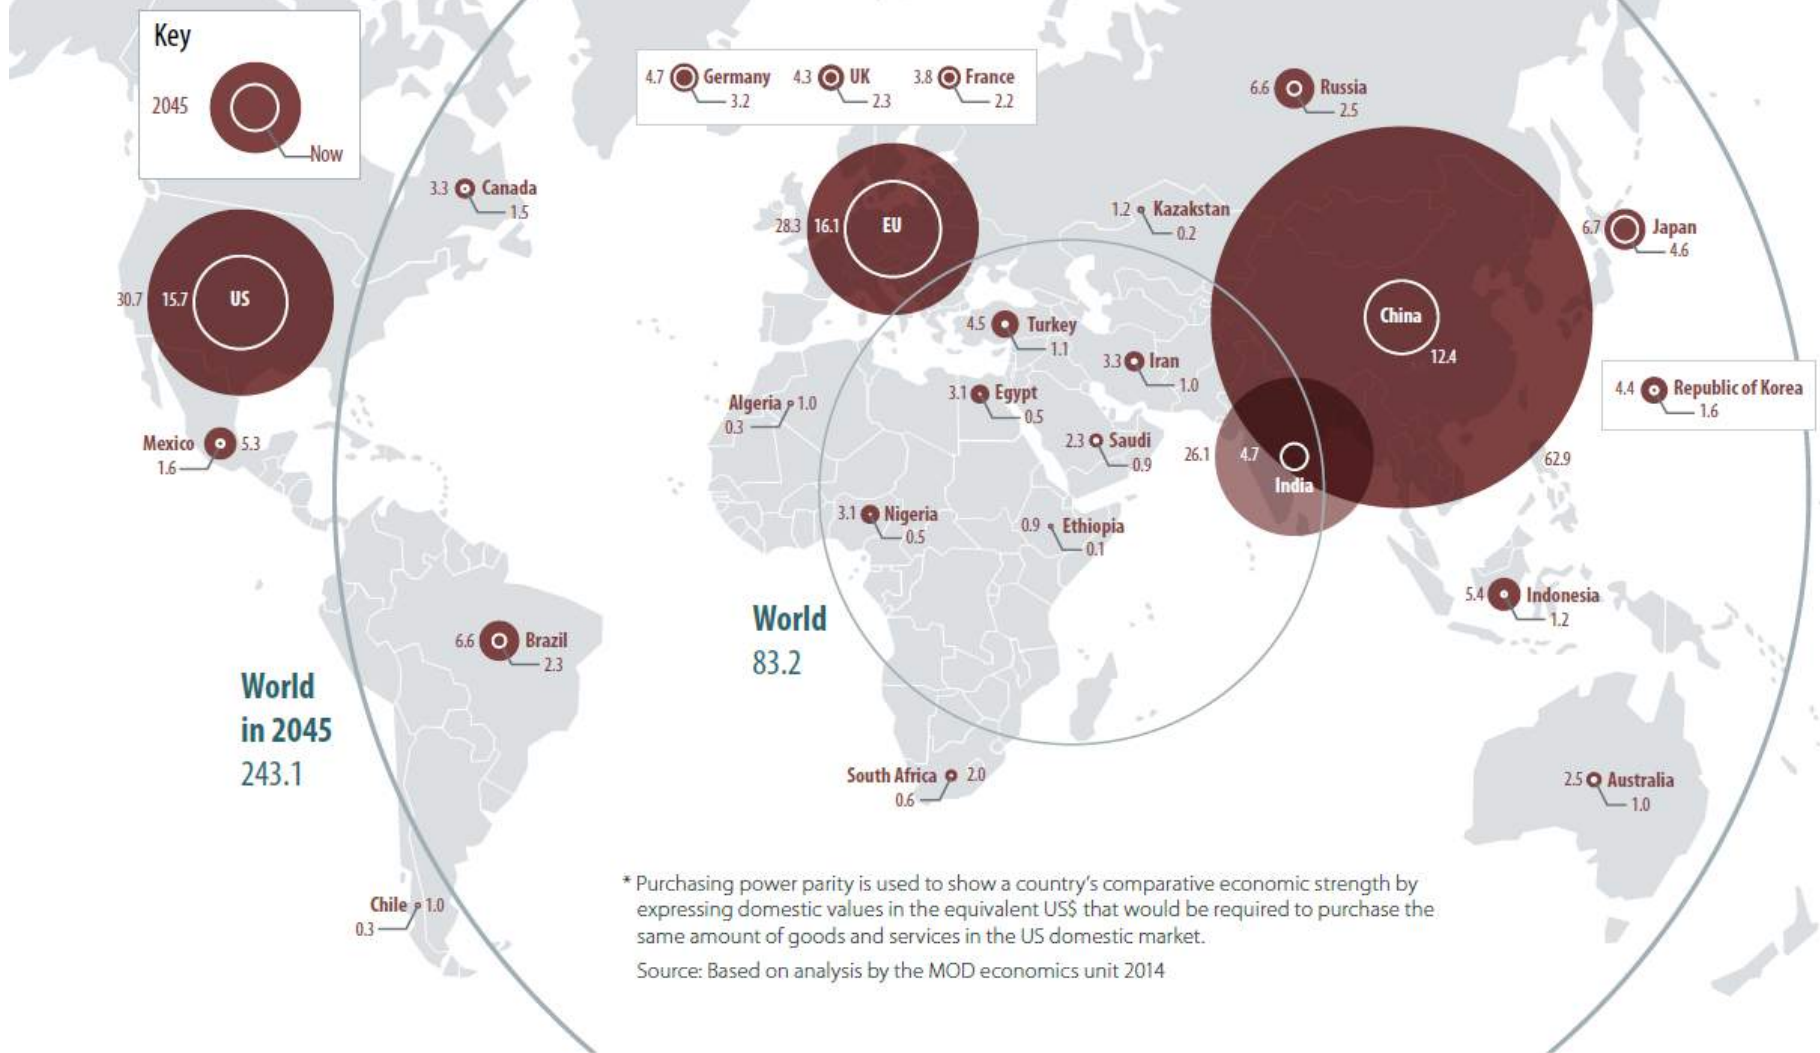 Key
2045
Now
4.7 Germany
3.2
4.3 UK
2.3
3.8 France
2.2
6.6 Russia
2.5
3.3 Canada
1.5
1.2 Kazakstan
0.2
28.3 16.1 EU
6.7 Japan
4.6
30.7 15.7 US
China
12.4
62.9
4.5 Turkey
1.1
3.3 Iran
1.0
4.4 Republic of Korea
1.6
Algeria 1.0
0.3
3.1 Egypt
0.5
Mexico 5.3
1.6
2.3 Saudi
0.9
26.1 4.7
India
3.1 Nigeria
0.5
0.9 Ethiopia
0.1
5.4 Indonesia
1.2
World
83.2
6.6 Brazil
2.3
World
in 2045
243.1
South Africa 2.0
0.6
2.5 Australia
1.0
Chile 1.0
0.3
* Purchasing power parity is used to show a country's comparative economic strength by
expressing domestic values in the equivalent US$ that would be required to purchase the
same amount of goods and services in the US domestic market.
Source: Based on analysis by the MOD economics unit 2014